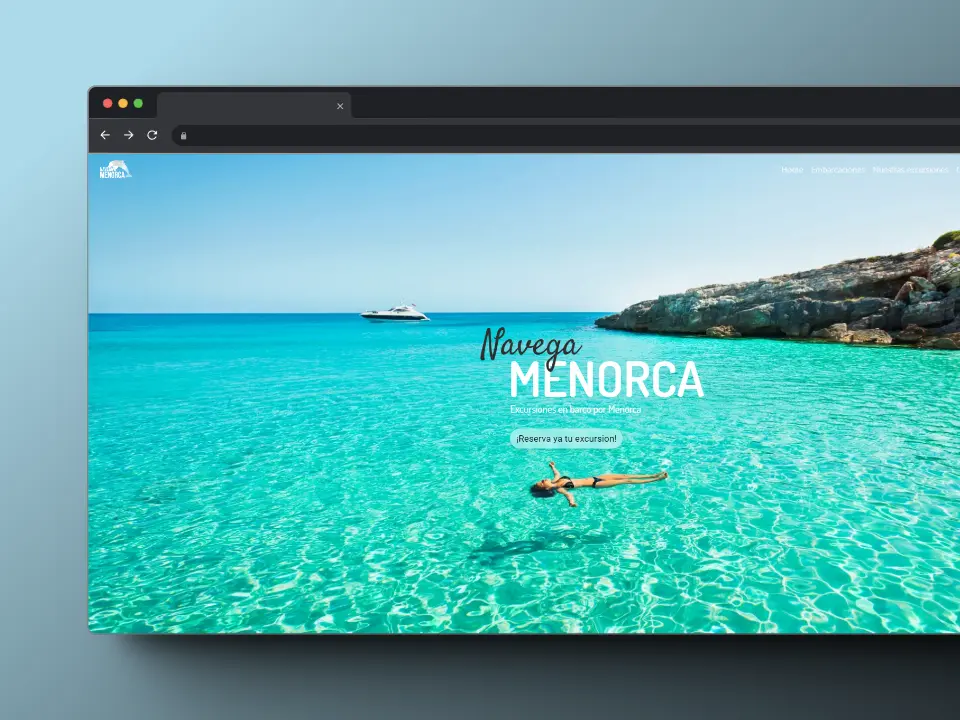 MENORCA
Home Embarcaciones Nuestras excursiones
Navega
MENORCA
Excursiones en barco por Menorca
¡Reserva ya tu excursion!